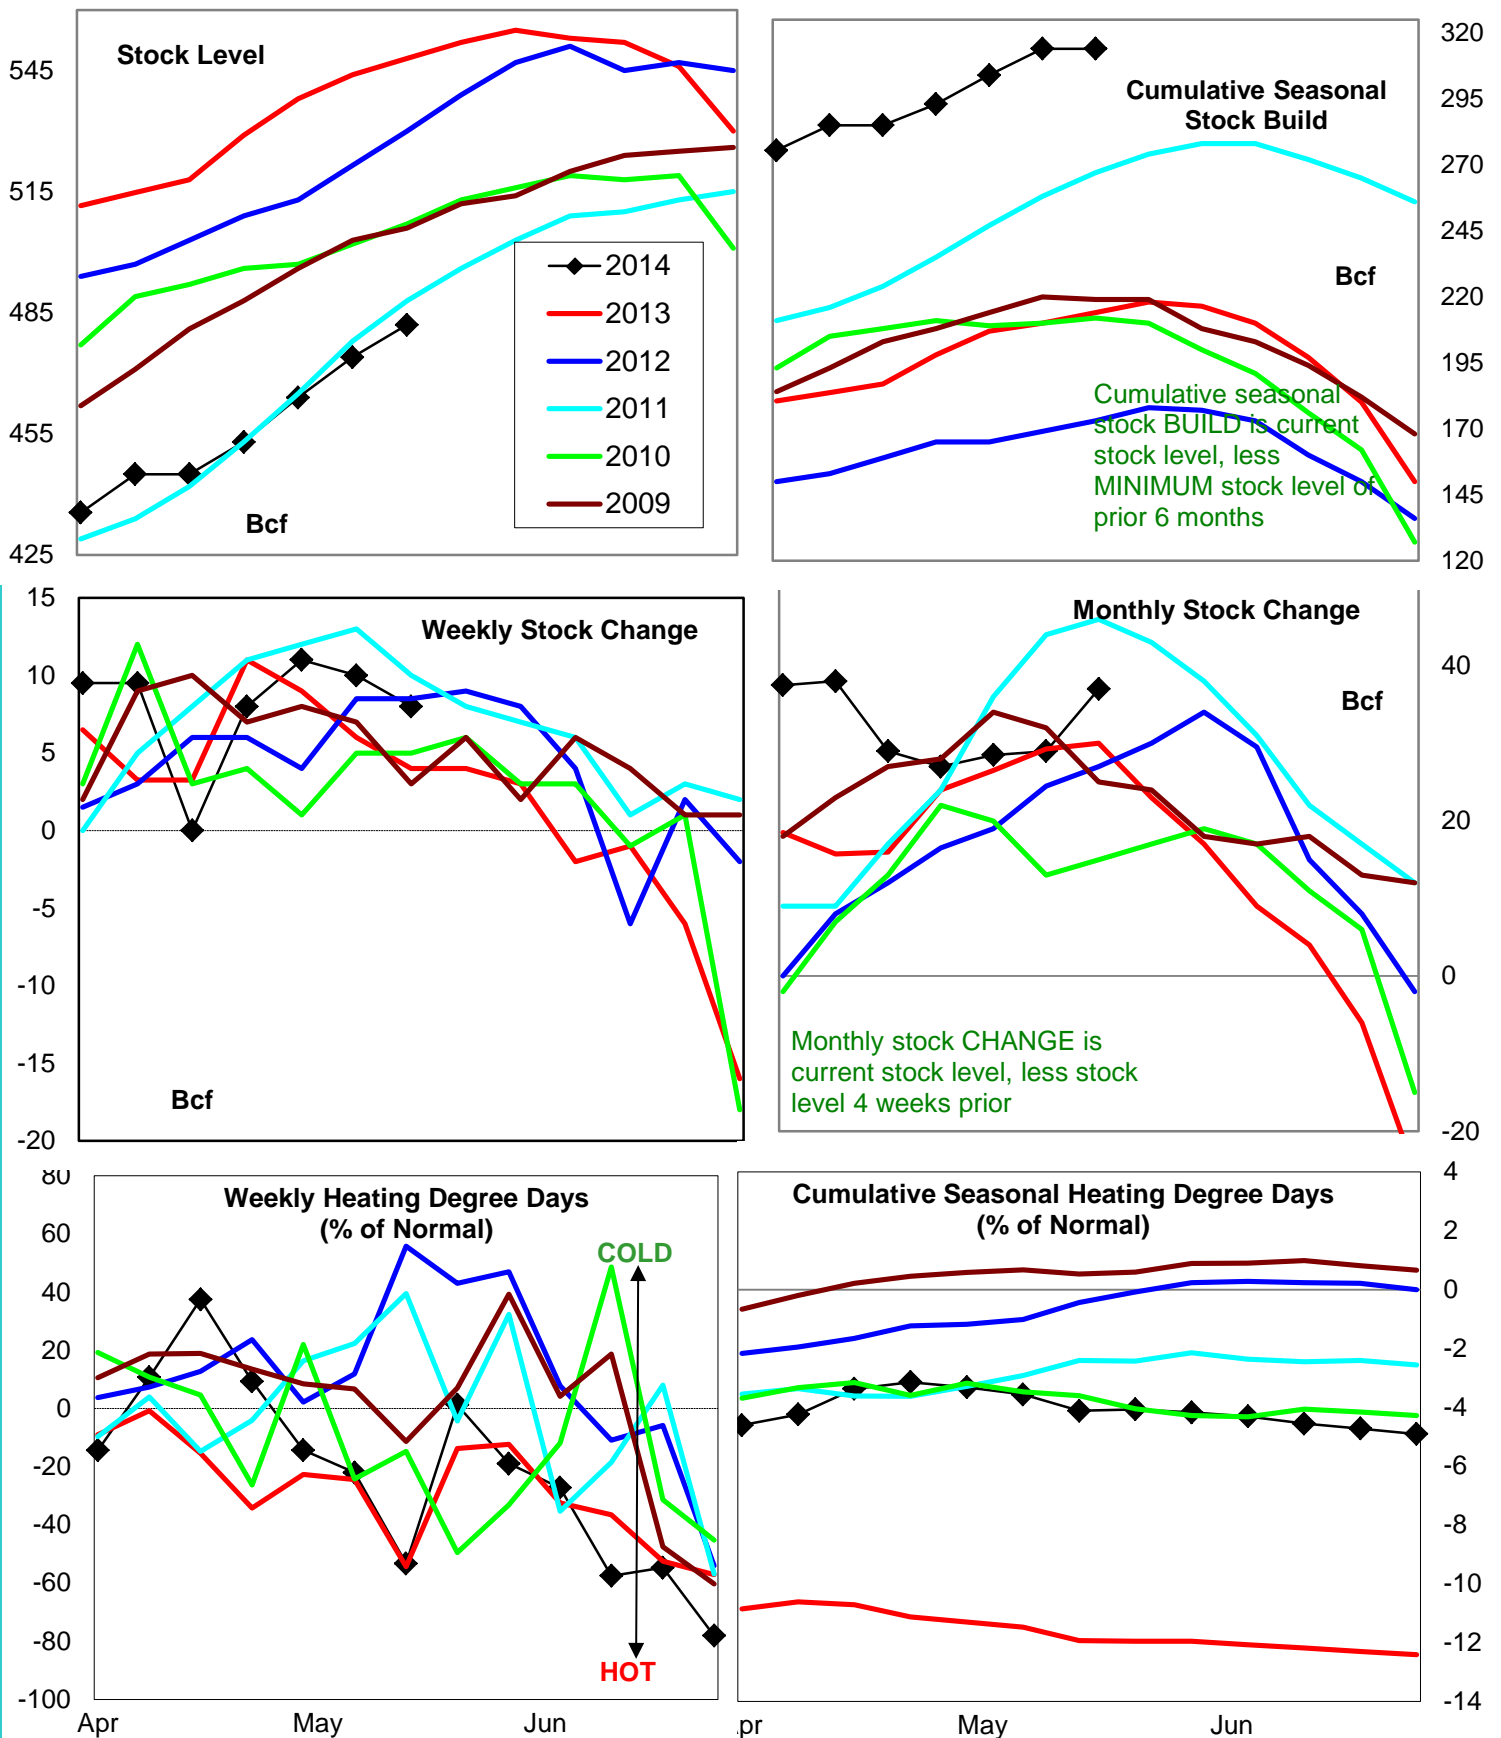 Stock Level
545
515
485
455
425
Bcf
2014
2013
2012
2011
2010
2009
Cumulative Seasonal
Stock Build
Bcf
320
295
270
245
220
195
170
145
120
Cumulative seasonal
stock BUILD is current
stock level, less
MINIMUM stock level of
prior 6 months
Weekly Stock Change
15
10
5
0
-5
-10
-15
-20
Bcf
Monthly Stock Change
Bcf
40
20
0
-20
Monthly stock CHANGE is
current stock level, less stock
level 4 weeks prior
Weekly Heating Degree Days
(% of Normal)
80
60
40
20
0
-20
-40
-60
-80
-100
COLD
HOT
Apr
May
Jun
Cumulative Seasonal Heating Degree Days
(% of Normal)
4
2
0
-2
-4
-6
-8
-10
-12
-14
pr
May
Jun